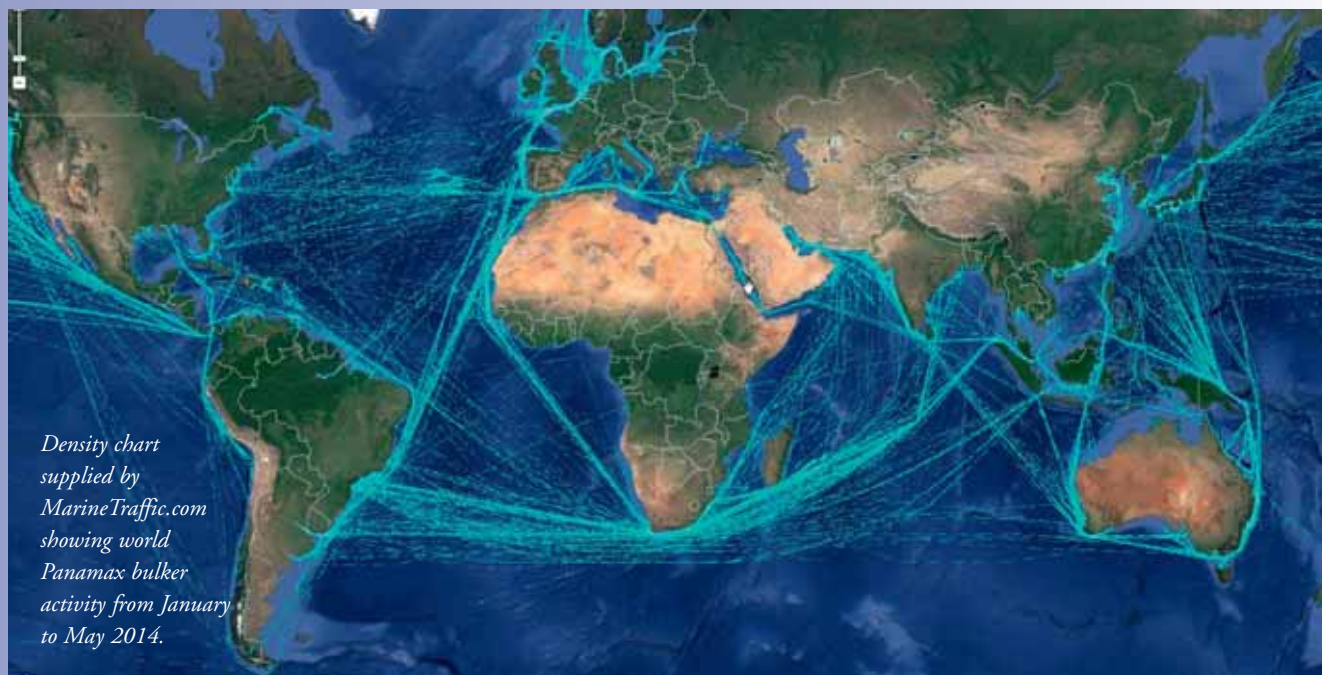 Density chart
supplied by
MarineTraffic.com
showing world
Panamax bulker
activity from January
to May 2014.